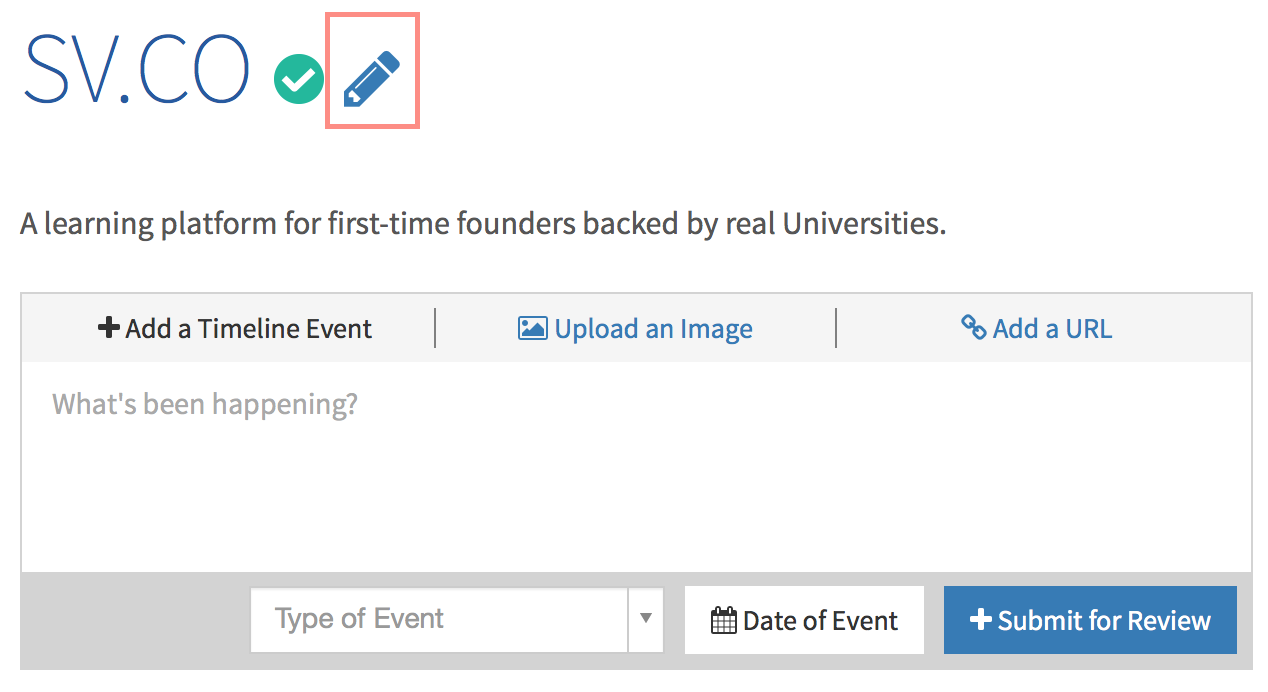 SV.CO
A learning platform for first-time founders backed by real Universities.
Add a Timeline Event
Upload an Image
Add a URL
What's been happening?
Type of Event
Date of Event
Submit for Review